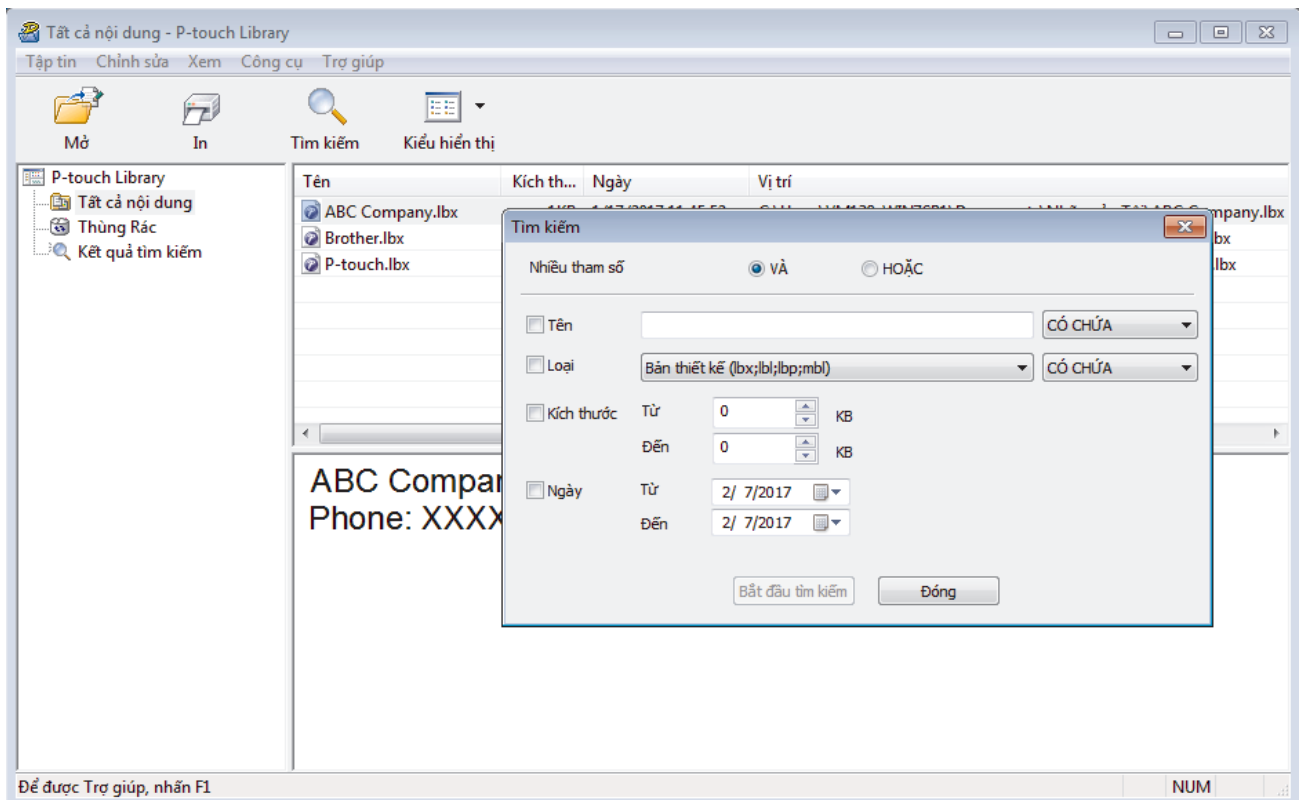 Tất cả nội dung - P-touch Library
Tập tin Chỉnh sửa Xem Công cụ Trợ giúp
Mở In Tìm kiếm Kiểu hiển thị
P-touch Library
Tất cả nội dung
Thùng Rác
Kết quả tìm kiếm
Tên Kích th... Ngày Vị trí
ABC Company.lbx
Brother.lbx
P-touch.lbx
ABC Compa
Phone: XXXX
Tìm kiếm
Nhiều tham số VÀ HOẶC
Tên CÓ CHỨA
Loại Bản thiết kế (lbx;lbl;lbp;mbl) CÓ CHỨA
Kích thước Từ 0 KB
Đến 0 KB
Ngày Từ 2/ 7/2017
Đến 2/ 7/2017
Bắt đầu tìm kiếm Đóng
Để được Trợ giúp, nhấn F1 NUM